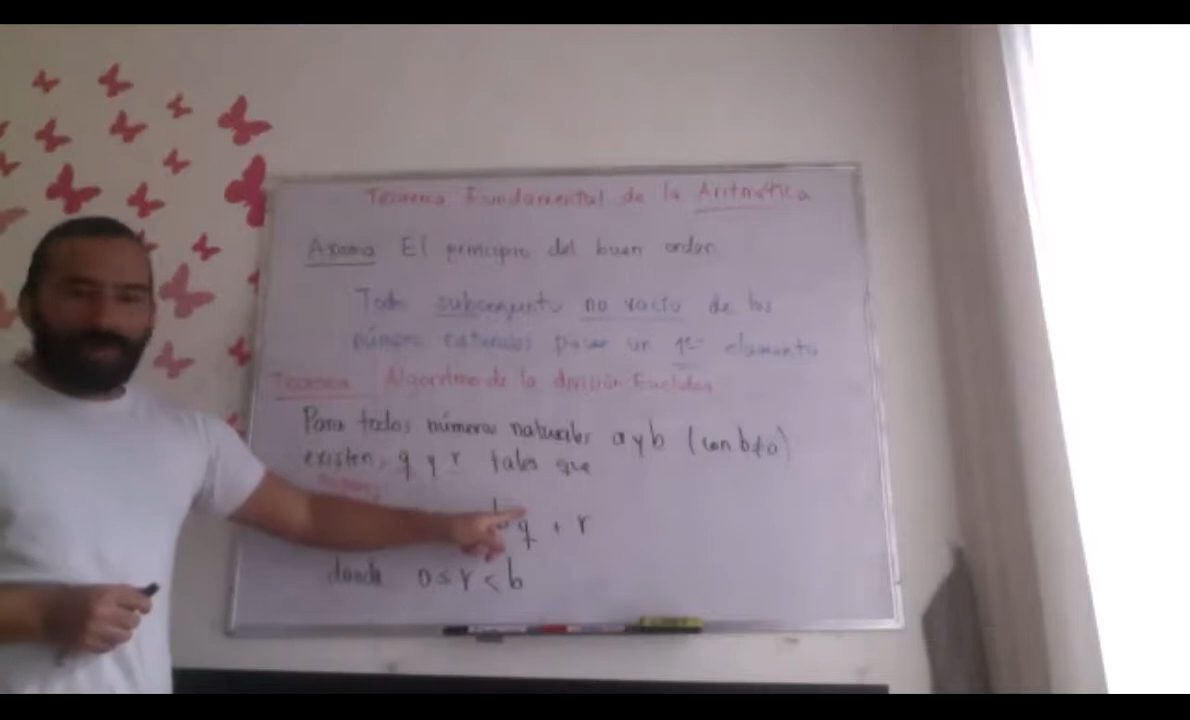 Teorema Fundamental de la Aritmética
Axioma El principio del buen orden
Todo subconjunto no vacío de los
números naturales posee un 1er elemento
Teorema Algoritmo de la división Euclidea
Para todos números naturales a y b (con b≠0)
existen, q y r tales que
q + r
donde 0 ≤ r < b